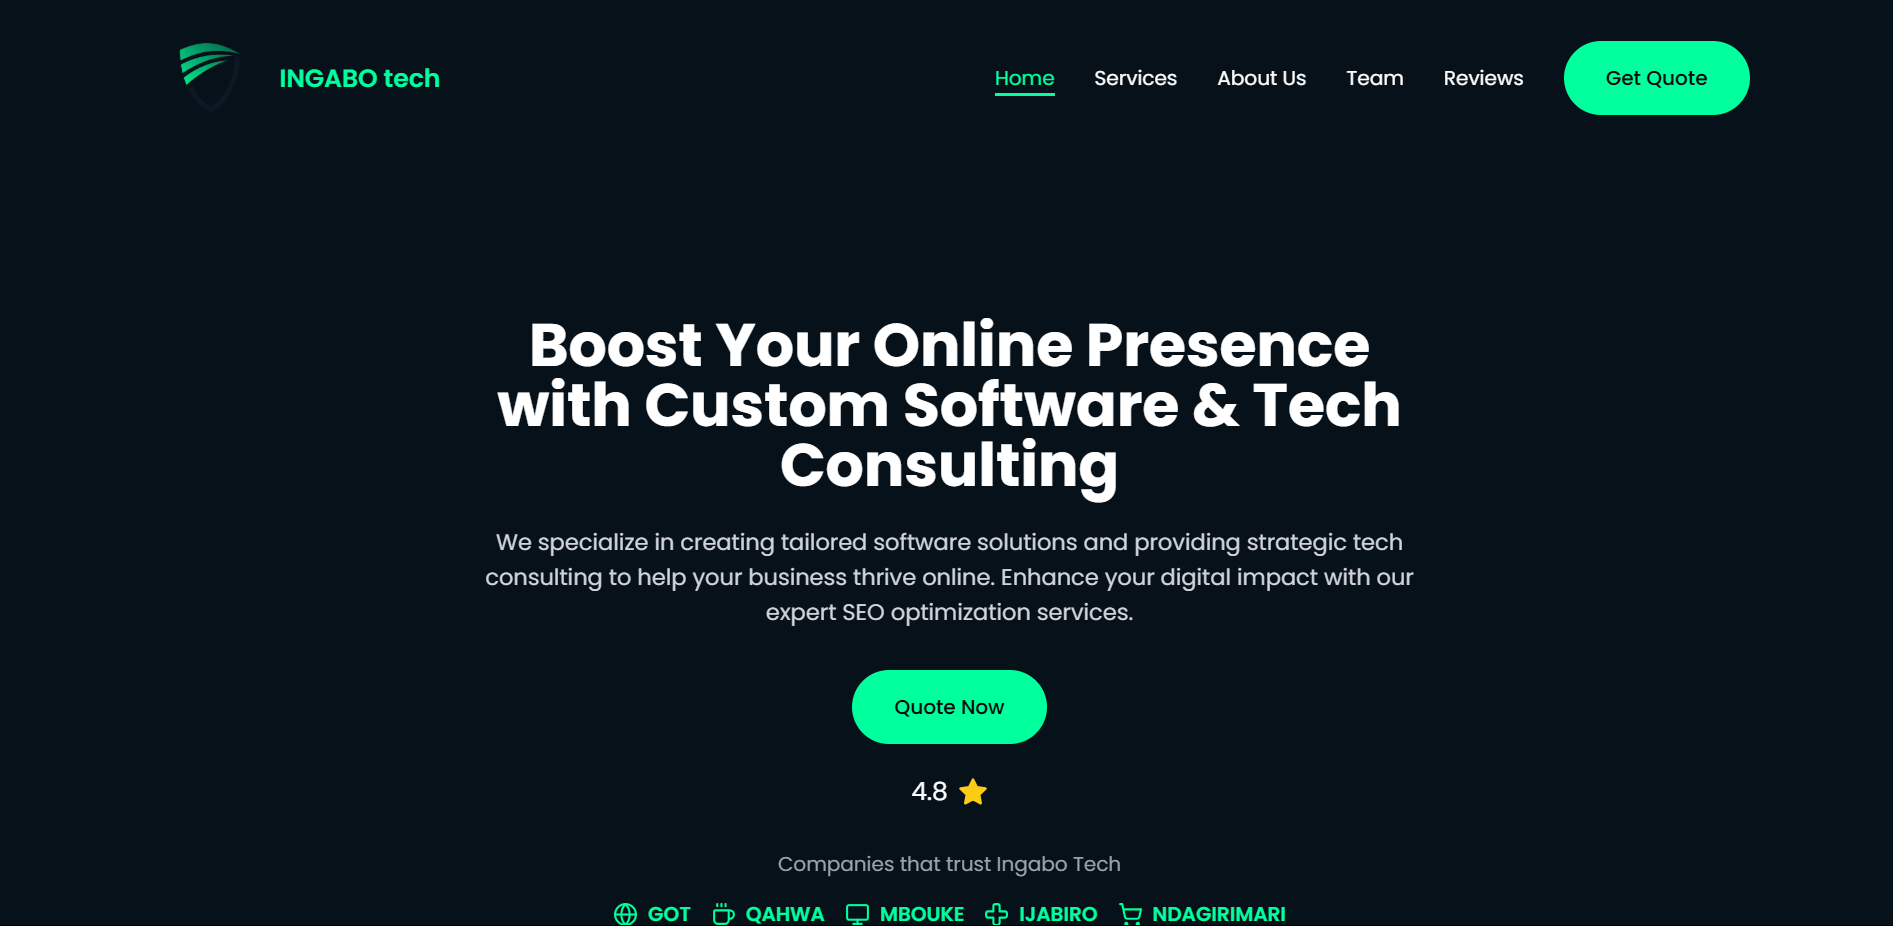 INGABO tech
Home Services About Us Team Reviews Get Quote
Boost Your Online Presence
with Custom Software & Tech
Consulting
We specialize in creating tailored software solutions and providing strategic tech
consulting to help your business thrive online. Enhance your digital impact with our
expert SEO optimization services.
Quote Now
4.8
Companies that trust Ingabo Tech
GOT QAHWA MBOUKE IJABIRO NDAGIRIMARI